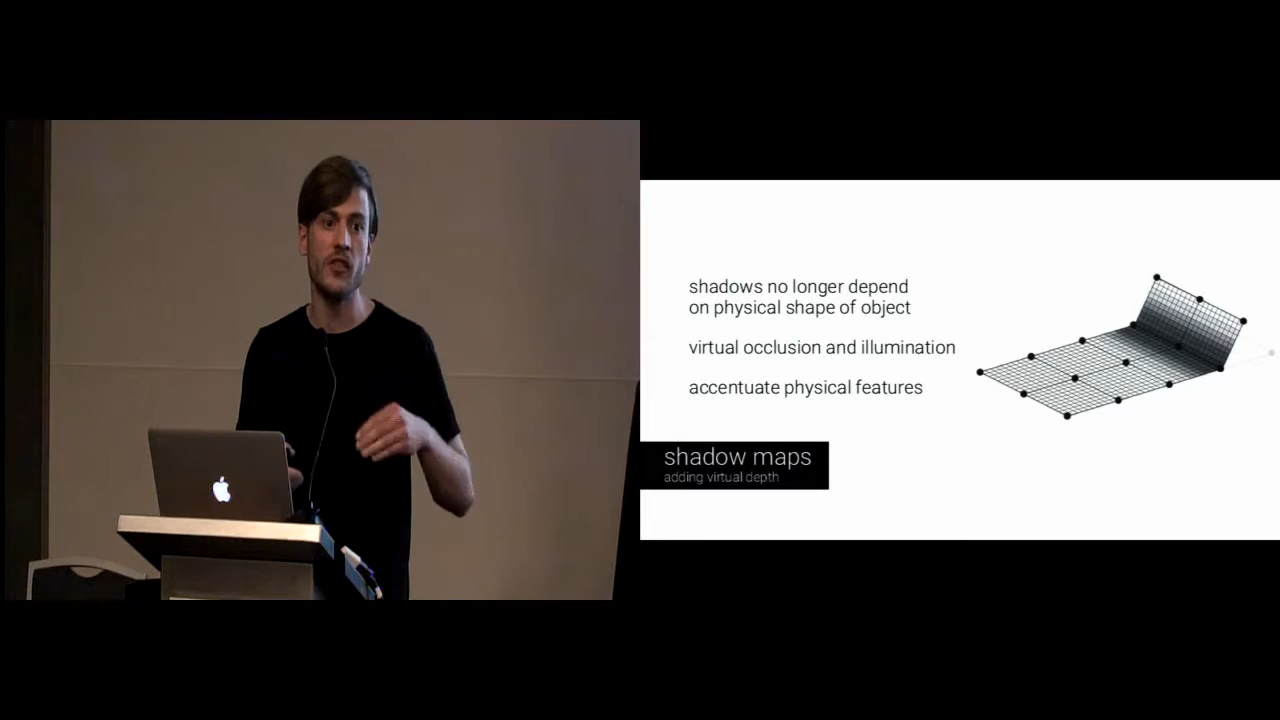 shadows no longer depend
on physical shape of object
virtual occlusion and illumination
accentuate physical features
shadow maps
adding virtual depth